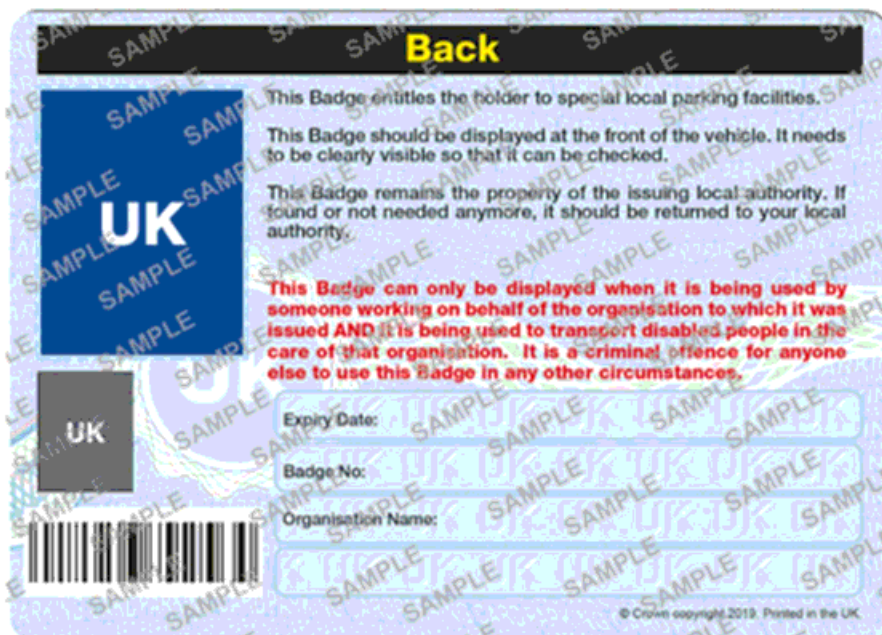 Back
This Badge entitles the holder to special local parking facilities.
This Badge should be displayed at the front of the vehicle. It needs
to be clearly visible so that it can be checked.
This Badge remains the property of the issuing local authority. If
found or not needed anymore, it should be returned to your local
authority.
UK
This Badge can only be displayed when it is being used by
someone working on behalf of the organisation to which it was
issued AND it is being used to transport disabled people in the
care of that organisation. It is a criminal offence for anyone
else to use this Badge in any other circumstances.
UK
Expiry Date:
Badge No:
Organisation Name:
© Crown copyright 2019. Printed in the UK
SAMPLE